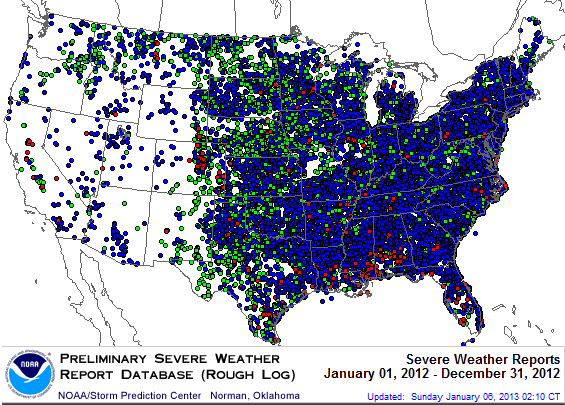 NOAA
PRELIMINARY SEVERE WEATHER
REPORT DATABASE (ROUGH LOG)
NOAA/Storm Prediction Center Norman, Oklahoma
Severe Weather Reports
January 01, 2012 - December 31, 2012
Updated: Sunday January 06, 2013 02:10 CT